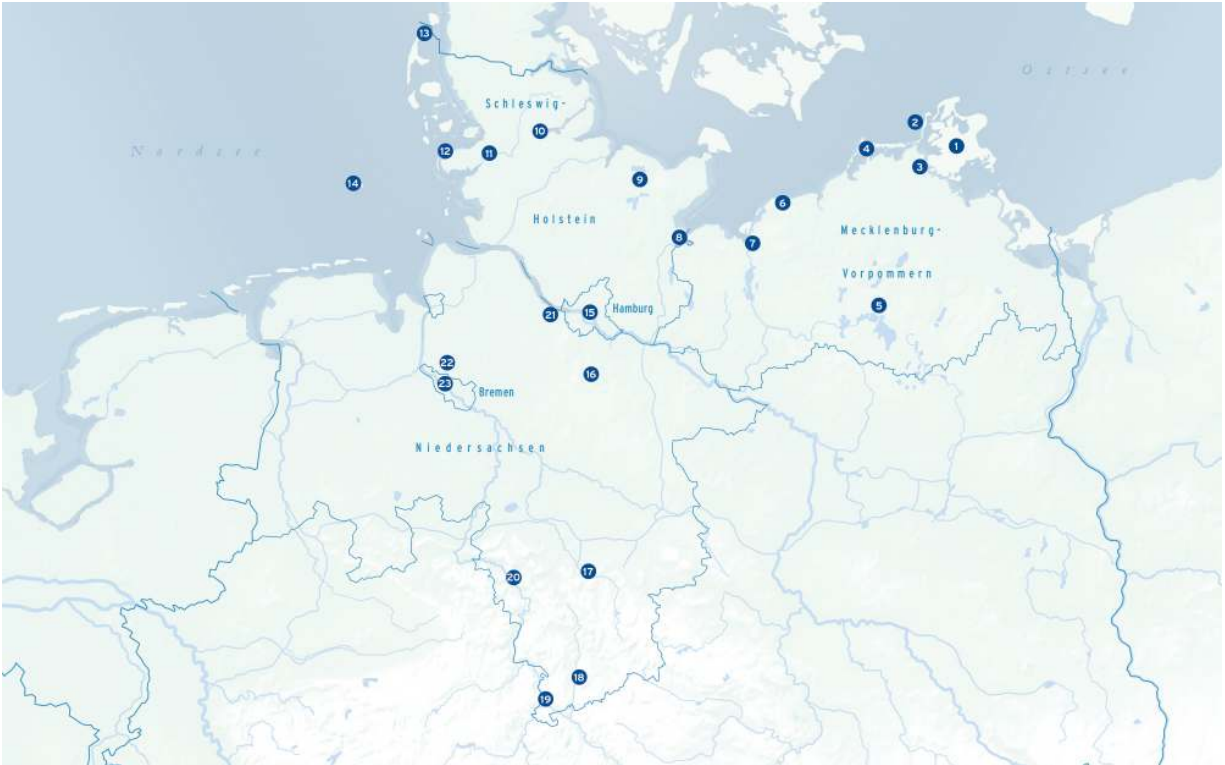 13
Ostsee
Schleswig-
2
10
12
11
4
1
Nordsee
3
9
14
6
Holstein
8
Mecklenburg-
7
Vorpommern
5
21
15
Hamburg
22
16
23
Bremen
Niedersachsen
17
20
18
19